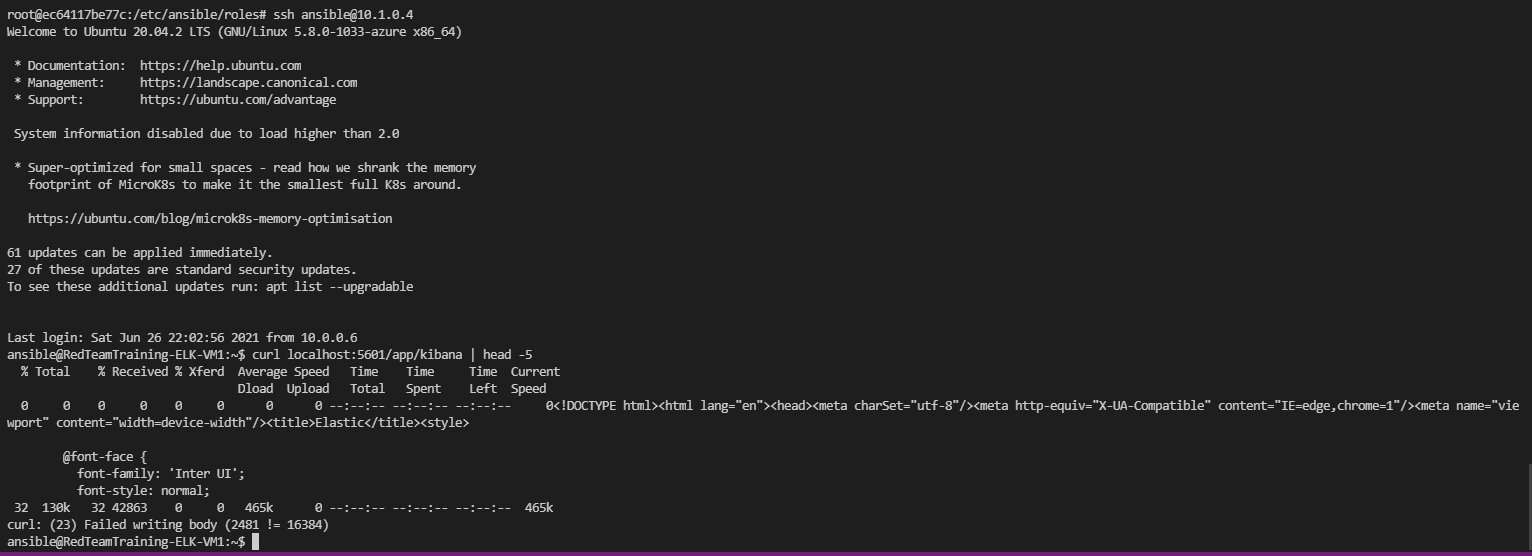 root@ec64117be77c:/etc/ansible/roles# ssh ansible@10.1.0.4
Welcome to Ubuntu 20.04.2 LTS (GNU/Linux 5.8.0-1033-azure x86_64)

 * Documentation:  https://help.ubuntu.com
 * Management:     https://landscape.canonical.com
 * Support:        https://ubuntu.com/advantage

 System information disabled due to load higher than 2.0

 * Super-optimized for small spaces - read how we shrank the memory
   footprint of MicroK8s to make it the smallest full K8s around.

   https://ubuntu.com/blog/microk8s-memory-optimisation

61 updates can be applied immediately.
27 of these updates are standard security updates.
To see these additional updates run: apt list --upgradable


Last login: Sat Jun 26 22:02:56 2021 from 10.0.0.6
ansible@RedTeamTraining-ELK-VM1:~$ curl localhost:5601/app/kibana | head -5
  % Total    % Received % Xferd  Average Speed   Time    Time     Time  Current
                                 Dload  Upload   Total   Spent    Left  Speed
  0     0    0     0    0     0      0      0 --:--:-- --:--:-- --:--:--     0<!DOCTYPE html><html lang="en"><head><meta charSet="utf-8"/><meta http-equiv="X-UA-Compatible" content="IE=edge,chrome=1"/><meta name="vie
wport" content="width=device-width"/><title>Elastic</title><style>

        @font-face {
          font-family: 'Inter UI';
          font-style: normal;
 32  130k   32 42863    0     0   465k      0 --:--:-- --:--:-- --:--:--  465k
curl: (23) Failed writing body (2481 != 16384)
ansible@RedTeamTraining-ELK-VM1:~$